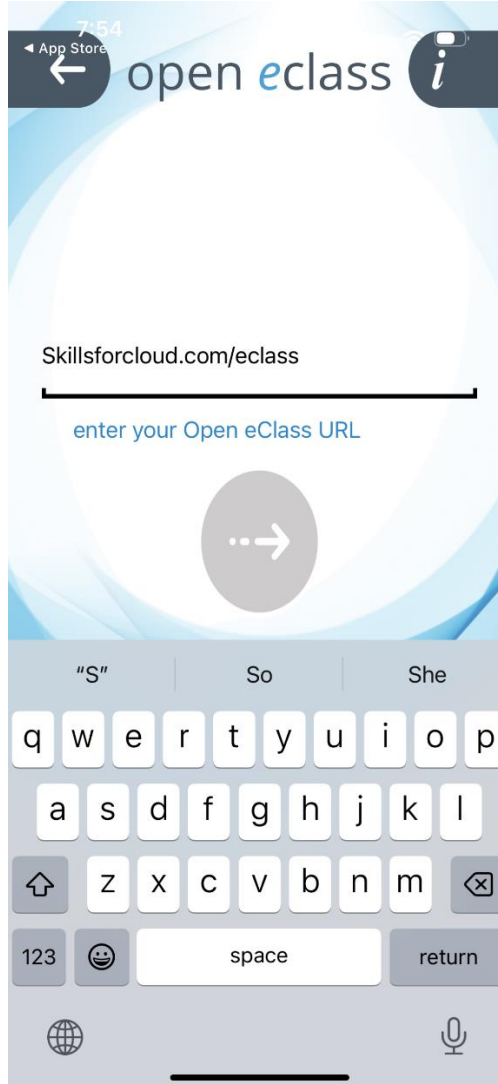 7:54
◄ App Store
open eclass
i
Skillsforcloud.com/eclass
enter your Open eClass URL
“S” So She
q w e r t y u i o p
a s d f g h j k l
z x c v b n m
123 space return